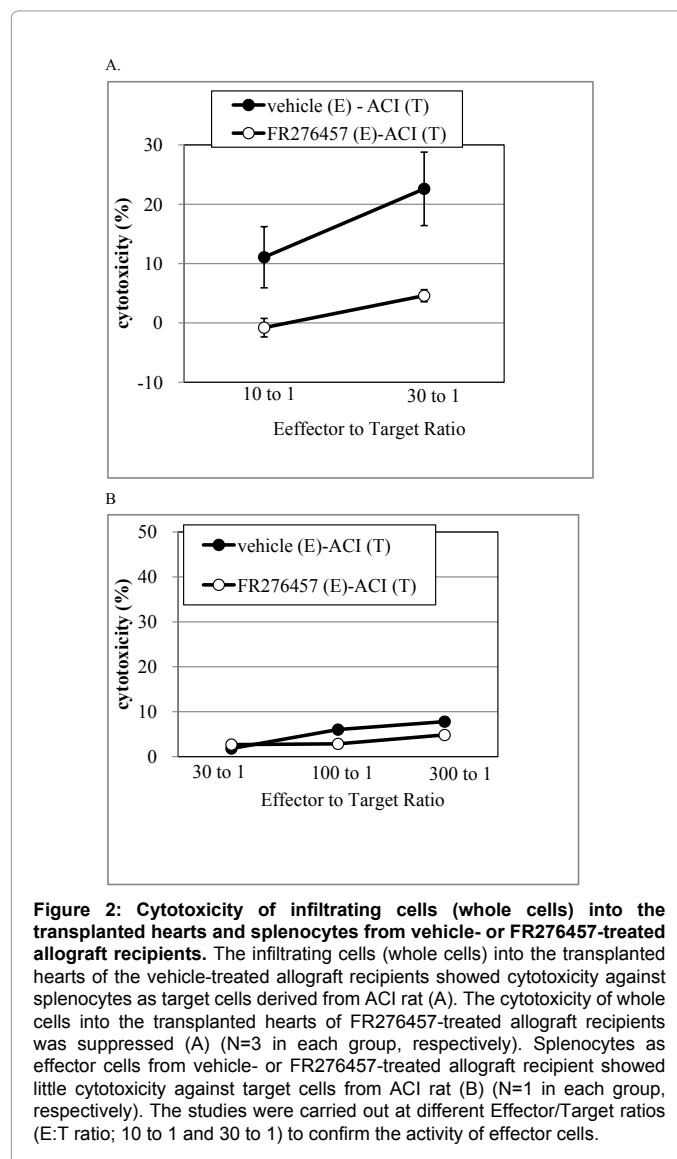 A.
vehicle (E) - ACI (T)
FR276457 (E)-ACI (T)
30
20
10
0
-10
cytotoxicity (%)
10 to 1 30 to 1
Eeffector to Target Ratio
B
50
40
30
20
10
0
cytotoxicity (%)
vehicle (E)-ACI (T)
FR276457 (E)-ACI (T)
30 to 1 100 to 1 300 to 1
Effector to Target Ratio
Figure 2: Cytotoxicity of infiltrating cells (whole cells) into the
transplanted hearts and splenocytes from vehicle- or FR276457-treated
allograft recipients. The infiltrating cells (whole cells) into the transplanted
hearts of the vehicle-treated allograft recipients showed cytotoxicity against
splenocytes as target cells derived from ACI rat (A). The cytotoxicity of whole
cells into the transplanted hearts of FR276457-treated allograft recipients
was suppressed (A) (N=3 in each group, respectively). Splenocytes as
effector cells from vehicle- or FR276457-treated allograft recipient showed
little cytotoxicity against target cells from ACI rat (B) (N=1 in each group,
respectively). The studies were carried out at different Effector/Target ratios
(E:T ratio; 10 to 1 and 30 to 1) to confirm the activity of effector cells.